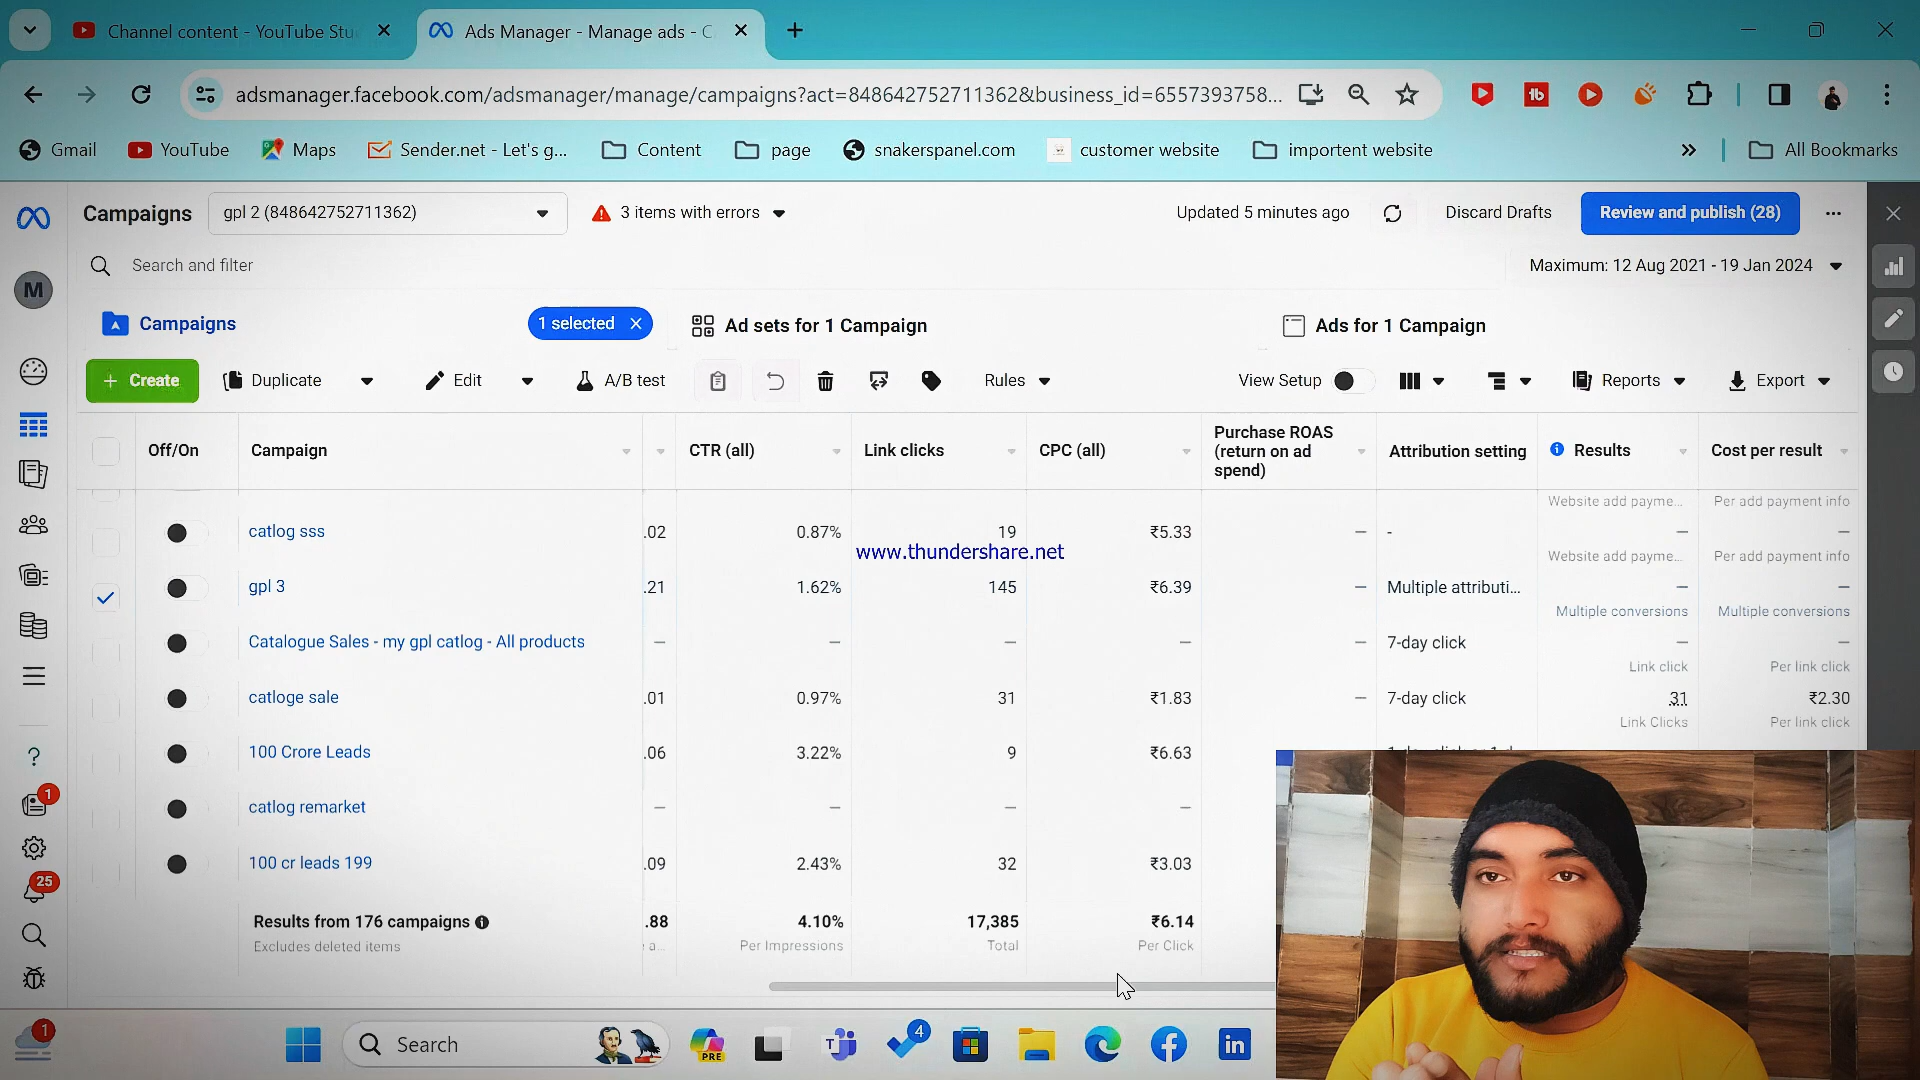 Channel content - YouTube Stu
Ads Manager - Manage ads - C
adsmanager.facebook.com/adsmanager/manage/campaigns?act=848642752711362&business_id=6557393758...
Gmail YouTube Maps Sender.net - Let's g... Content page snakerspanel.com customer website importent website All Bookmarks
Campaigns gpl 2 (848642752711362) 3 items with errors Updated 5 minutes ago Discard Drafts Review and publish (28)
Search and filter Maximum: 12 Aug 2021 - 19 Jan 2024
M
Campaigns 1 selected Ad sets for 1 Campaign Ads for 1 Campaign
+ Create Duplicate Edit A/B test Rules View Setup Reports Export
Off/On Campaign CTR (all) Link clicks CPC (all) Purchase ROAS (return on ad spend) Attribution setting Results Cost per result
Website add payme... Per add payment info
catlog sss .02 0.87% 19 ₹5.33 — - — —
www.thundershare.net
Website add payme... Per add payment info
gpl 3 .21 1.62% 145 ₹6.39 — Multiple attributi... — —
Multiple conversions Multiple conversions
Catalogue Sales - my gpl catlog - All products — — — — — 7-day click — —
Link click Per link click
catloge sale .01 0.97% 31 ₹1.83 — 7-day click 31 ₹2.30
Link Clicks Per link click
100 Crore Leads .06 3.22% 9 ₹6.63
catlog remarket — — — —
100 cr leads 199 .09 2.43% 32 ₹3.03
Results from 176 campaigns .88 4.10% 17,385 ₹6.14
Excludes deleted items Per Impressions Total Per Click
1
25
1
Search
PRE
4